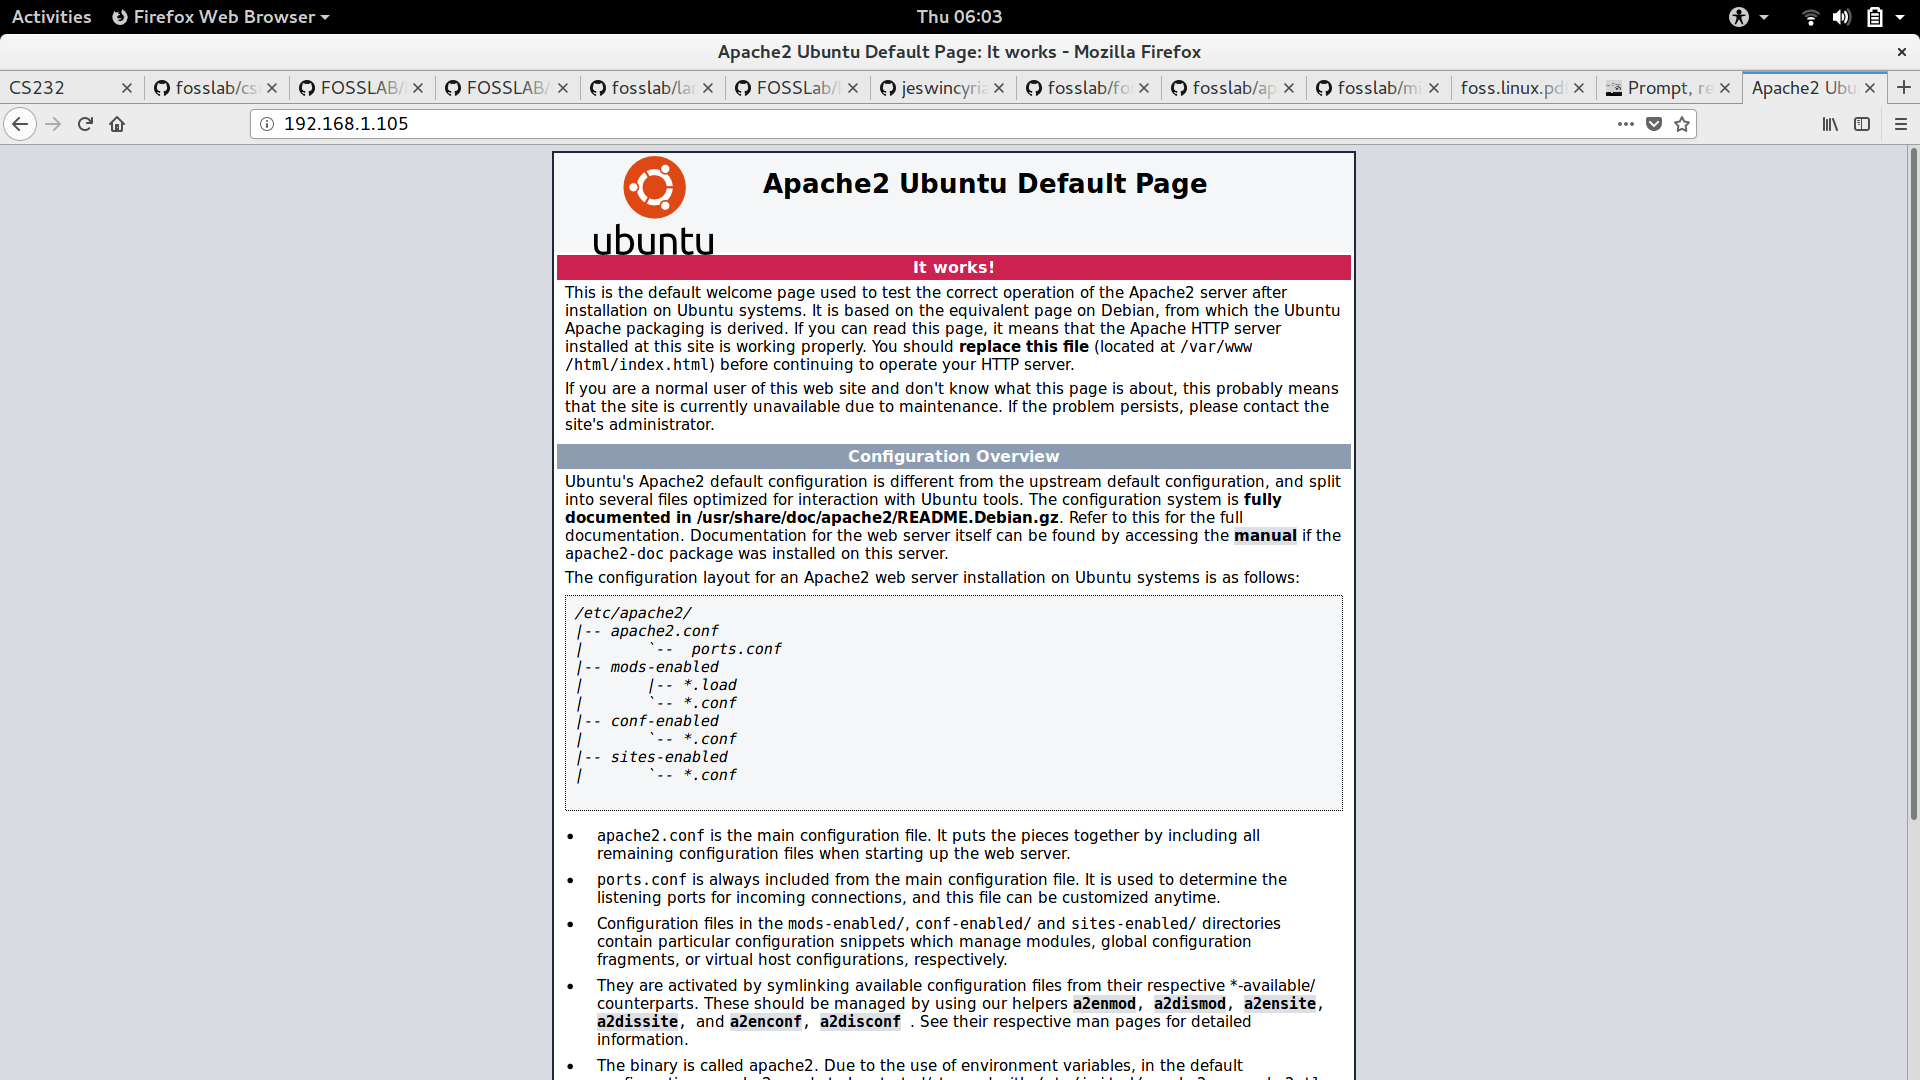 Activities Firefox Web Browser Thu 06:03
Apache2 Ubuntu Default Page: It works - Mozilla Firefox
CS232 fosslab/cs FOSSLAB/ FOSSLAB/ fosslab/lar FOSSLab/ jeswincyria fosslab/fo fosslab/ap fosslab/mi foss.linux.pdf Prompt, re Apache2 Ubu
192.168.1.105
ubuntu
Apache2 Ubuntu Default Page
It works!
This is the default welcome page used to test the correct operation of the Apache2 server after
installation on Ubuntu systems. It is based on the equivalent page on Debian, from which the Ubuntu
Apache packaging is derived. If you can read this page, it means that the Apache HTTP server
installed at this site is working properly. You should replace this file (located at /var/www
/html/index.html) before continuing to operate your HTTP server.
If you are a normal user of this web site and don't know what this page is about, this probably means
that the site is currently unavailable due to maintenance. If the problem persists, please contact the
site's administrator.
Configuration Overview
Ubuntu's Apache2 default configuration is different from the upstream default configuration, and split
into several files optimized for interaction with Ubuntu tools. The configuration system is fully
documented in /usr/share/doc/apache2/README.Debian.gz. Refer to this for the full
documentation. Documentation for the web server itself can be found by accessing the manual if the
apache2-doc package was installed on this server.
The configuration layout for an Apache2 web server installation on Ubuntu systems is as follows:
/etc/apache2/
|-- apache2.conf
|       `--  ports.conf
|-- mods-enabled
|       |-- *.load
|       `-- *.conf
|-- conf-enabled
|       `-- *.conf
|-- sites-enabled
|       `-- *.conf
• apache2.conf is the main configuration file. It puts the pieces together by including all
remaining configuration files when starting up the web server.
• ports.conf is always included from the main configuration file. It is used to determine the
listening ports for incoming connections, and this file can be customized anytime.
• Configuration files in the mods-enabled/, conf-enabled/ and sites-enabled/ directories
contain particular configuration snippets which manage modules, global configuration
fragments, or virtual host configurations, respectively.
• They are activated by symlinking available configuration files from their respective *-available/
counterparts. These should be managed by using our helpers a2enmod, a2dismod, a2ensite,
a2dissite, and a2enconf, a2disconf . See their respective man pages for detailed
information.
• The binary is called apache2. Due to the use of environment variables, in the default